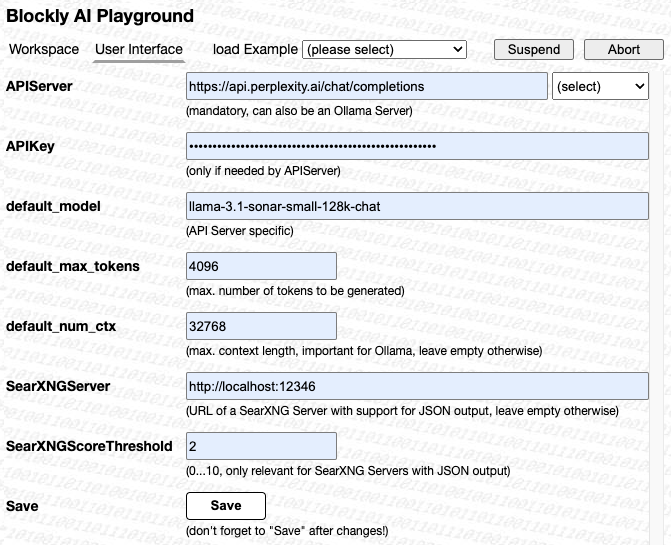 Blockly AI Playground
Workspace User Interface load Example (please select) Suspend Abort
APIServer https://api.perplexity.ai/chat/completions (select)
(mandatory, can also be an Ollama Server)
APIKey ••••••••••••••••••••••••••••••••••••••••••••••••••••
(only if needed by APIServer)
default_model llama-3.1-sonar-small-128k-chat
(API Server specific)
default_max_tokens 4096
(max. number of tokens to be generated)
default_num_ctx 32768
(max. context length, important for Ollama, leave empty otherwise)
SearXNGServer http://localhost:12346
(URL of a SearXNG Server with support for JSON output, leave empty otherwise)
SearXNGScoreThreshold 2
(0...10, only relevant for SearXNG Servers with JSON output)
Save Save
(don't forget to "Save" after changes!)